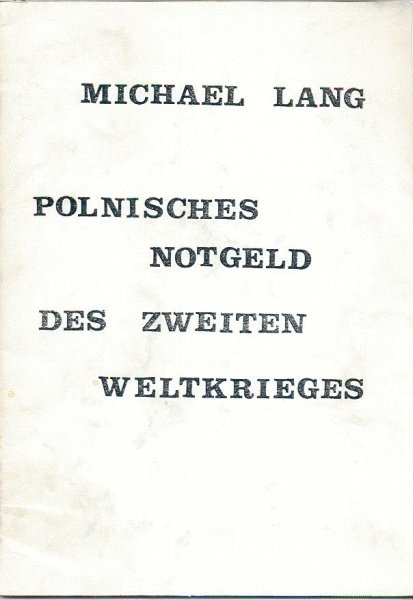 MICHAEL LANG
POLNISCHES
NOTGELD
DES ZWEITEN
WELTKRIEGES